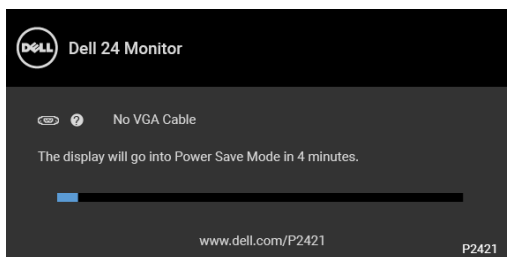 DELL
Dell 24 Monitor
? No VGA Cable
The display will go into Power Save Mode in 4 minutes.
www.dell.com/P2421
P2421